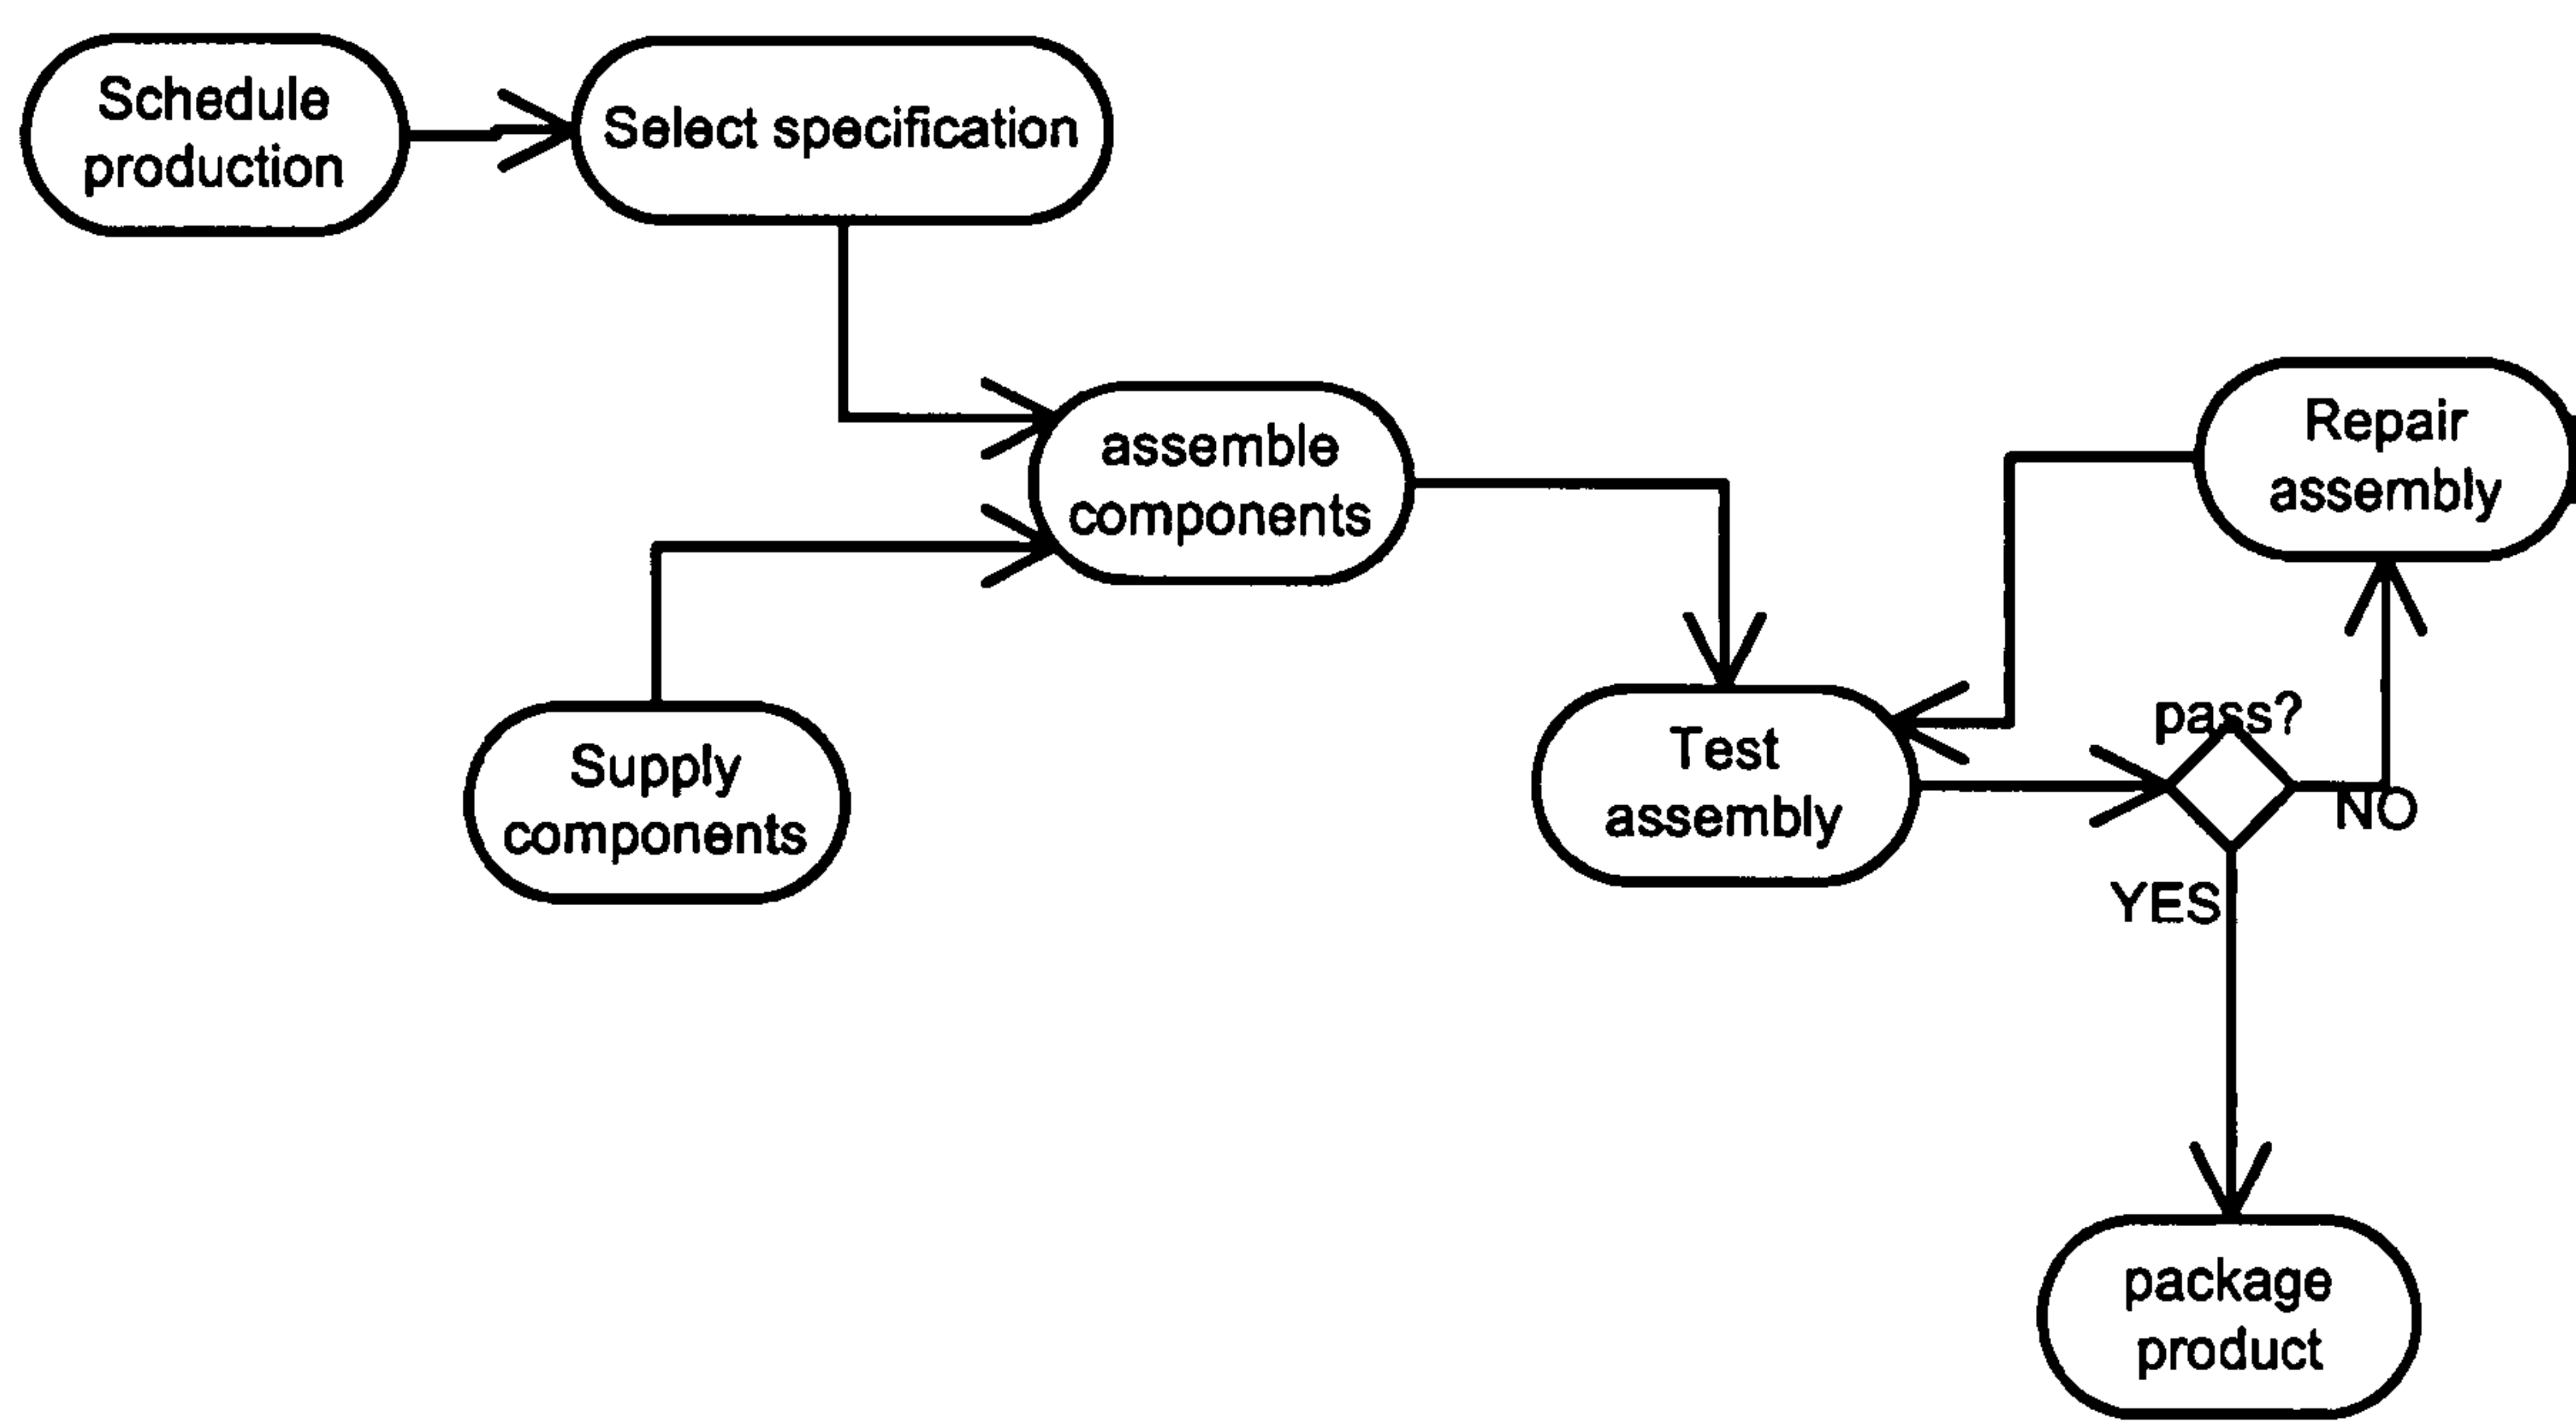 Schedule
production
Select specification
assemble
components
Repair
assembly
Supply
components
Test
assembly
pass?
NO
YES
package
product